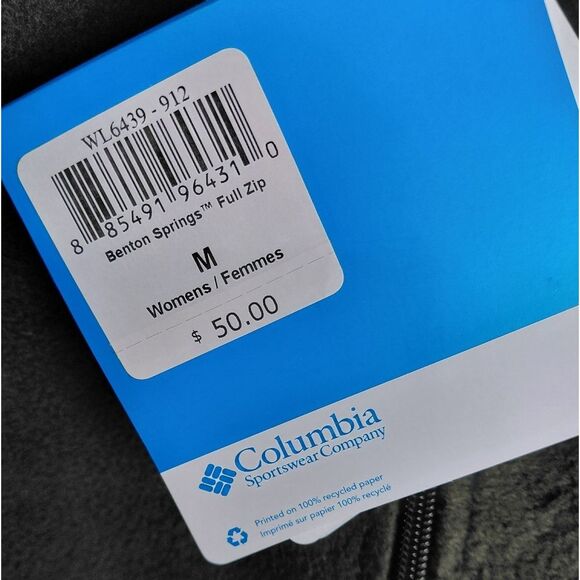 WL6439 - 912
8 85491 96431 0
Benton Springs™ Full Zip
M
Womens / Femmes
$ 50.00
Columbia
Sportswear Company
Printed on 100% recycled paper
Imprimé sur papier 100% recyclé